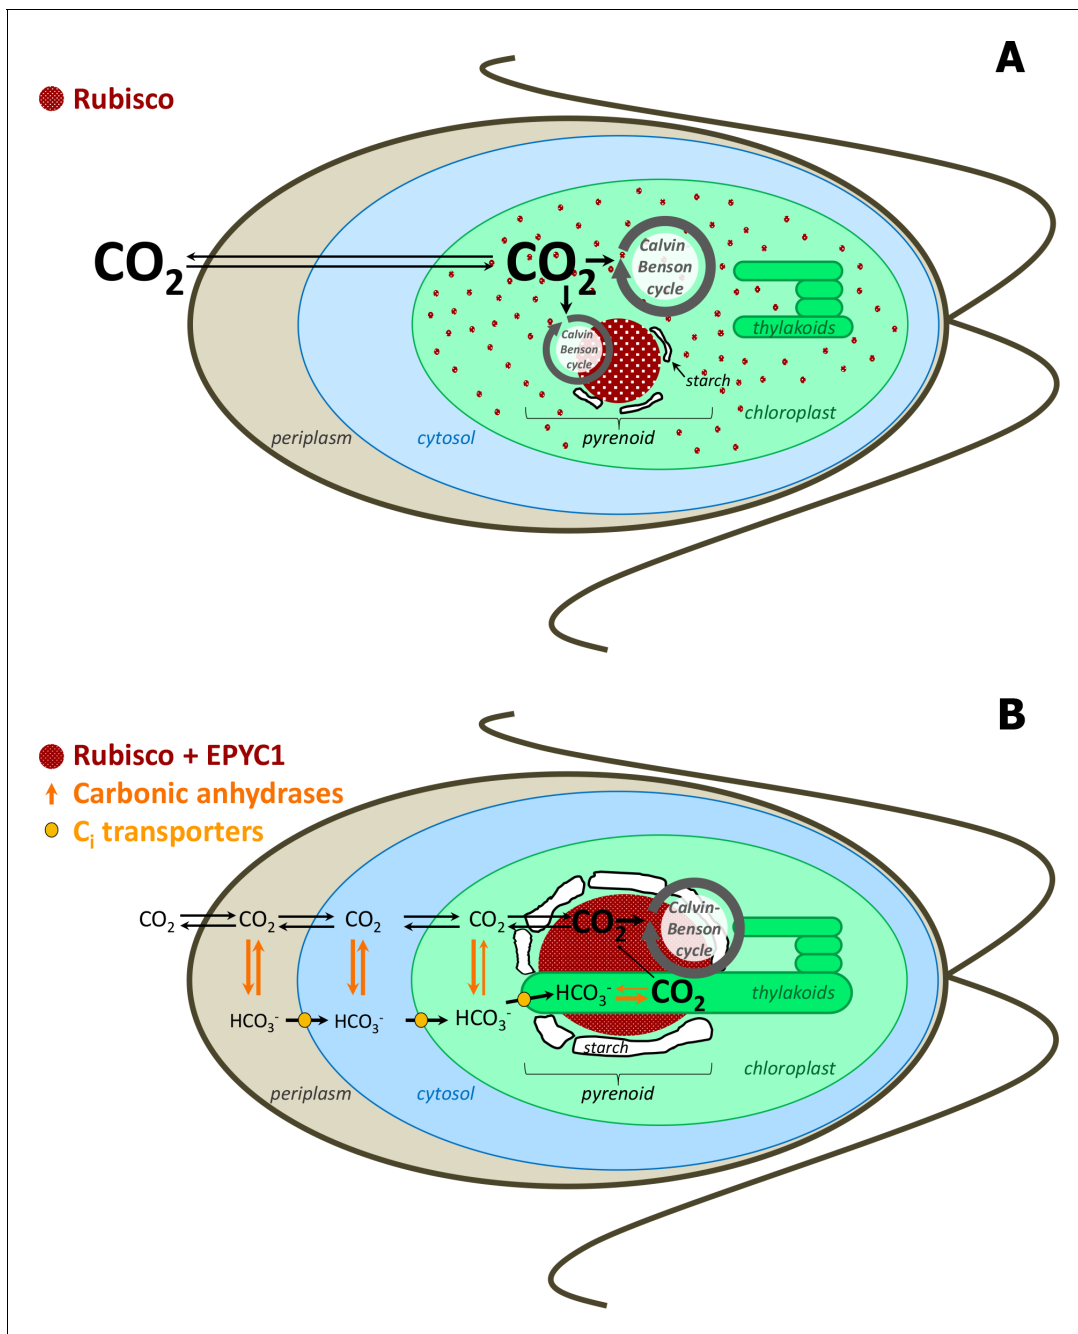 A
Rubisco
CO₂
CO₂
Calvin
Benson
cycle
thylakoids
Calvin
Benson
cycle
starch
chloroplast
periplasm
cytosol
pyrenoid
B
Rubisco + EPYC1
Carbonic anhydrases
Cᵢ transporters
CO₂
CO₂
CO₂
CO₂
CO₂
Calvin-
Benson
cycle
HCO₃⁻
CO₂
thylakoids
HCO₃⁻
HCO₃⁻
HCO₃⁻
starch
chloroplast
periplasm
cytosol
pyrenoid